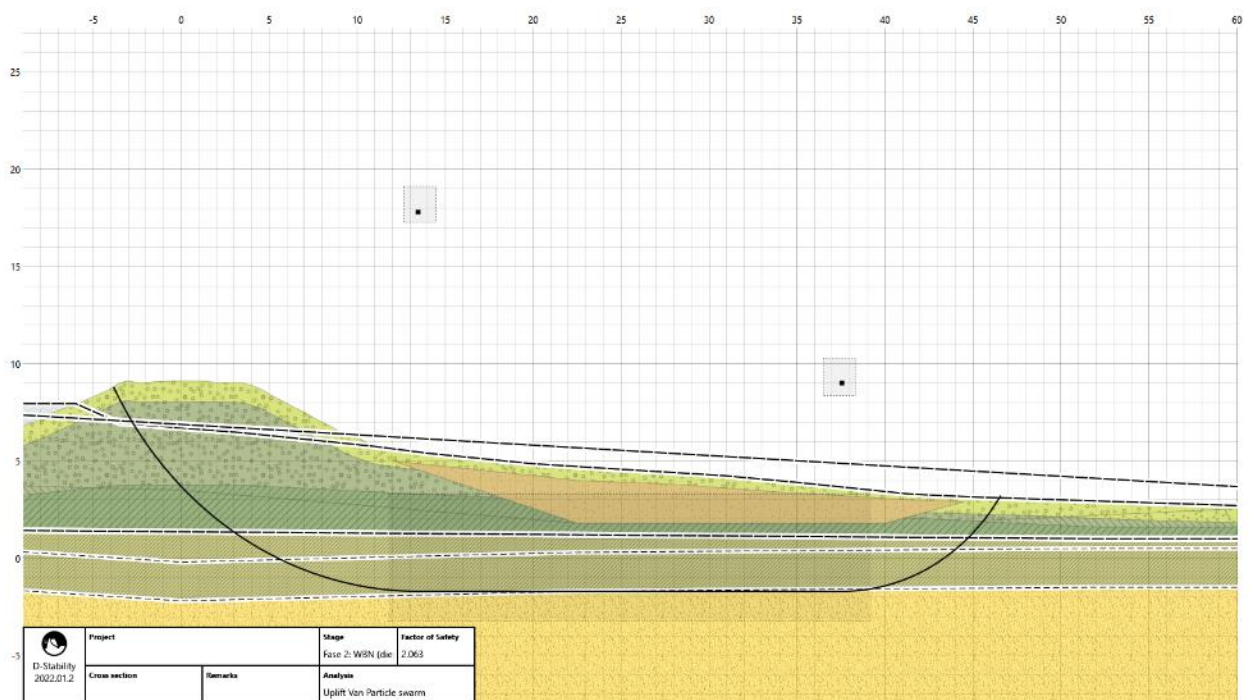 -5 0 5 10 15 20 25 30 35 40 45 50 55 60
25
20
15
10
5
0
-5
D-Stability
2022.01.2
Project
Stage
Fase 2: WBN (die
Factor of Safety
2.063
Cross section
Remarks
Analysis
Uplift Van Particle swarm